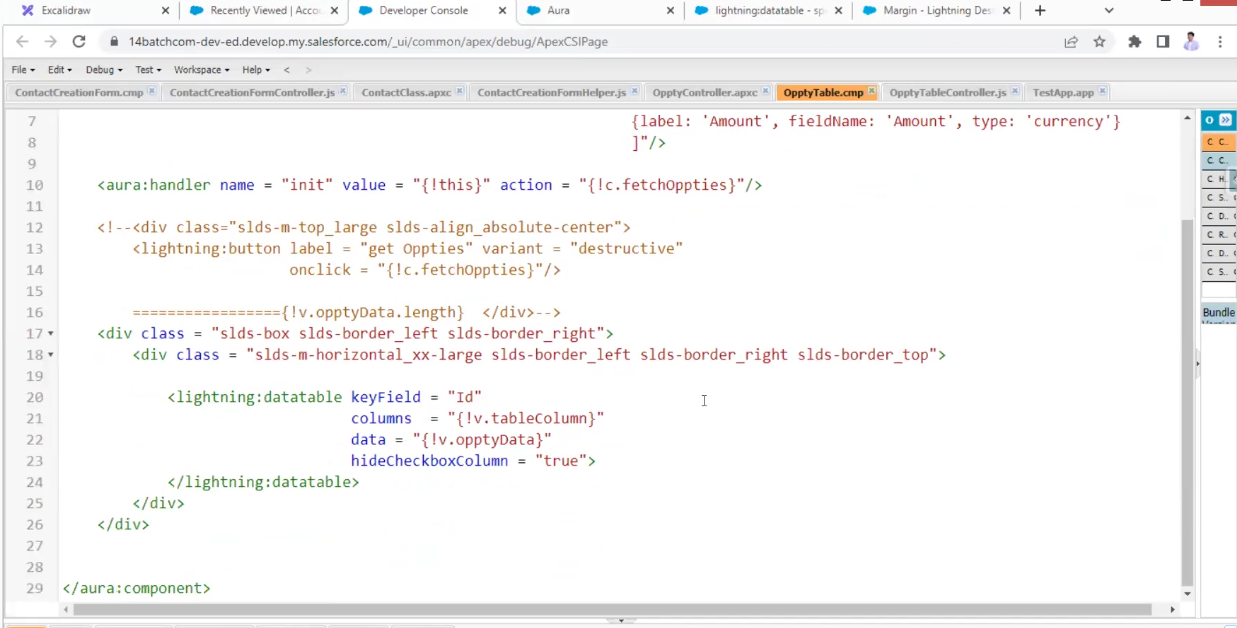 Excalidraw
Recently Viewed | Accou
Developer Console
Aura
lightning:datatable - sp
Margin - Lightning Des
14batchcom-dev-ed.develop.my.salesforce.com/_ui/common/apex/debug/ApexCSIPage
File Edit Debug Test Workspace Help < >
ContactCreationForm.cmp ContactCreationFormController.js ContactClass.apxc ContactCreationFormHelper.js OpptyController.apxc OpptyTable.cmp OpptyTableController.js TestApp.app
7 {label: 'Amount', fieldName: 'Amount', type: 'currency'}
8 ]"/>
9
10 <aura:handler name = "init" value = "{!this}" action = "{!c.fetchOppties}"/>
11
12 <!--<div class="slds-m-top_large slds-align_absolute-center">
13 <lightning:button label = "get Oppties" variant = "destructive"
14 onclick = "{!c.fetchOppties}"/>
15
16 ================={!v.opptyData.length} </div>-->
17 <div class = "slds-box slds-border_left slds-border_right">
18 <div class = "slds-m-horizontal_xx-large slds-border_left slds-border_right slds-border_top">
19
20 <lightning:datatable keyField = "Id"
21 columns = "{!v.tableColumn}"
22 data = "{!v.opptyData}"
23 hideCheckboxColumn = "true">
24 </lightning:datatable>
25 </div>
26 </div>
27
28
29 </aura:component>
C C..
C C..
C H..
C S..
C D..
C R..
C D..
C S..
Bundle